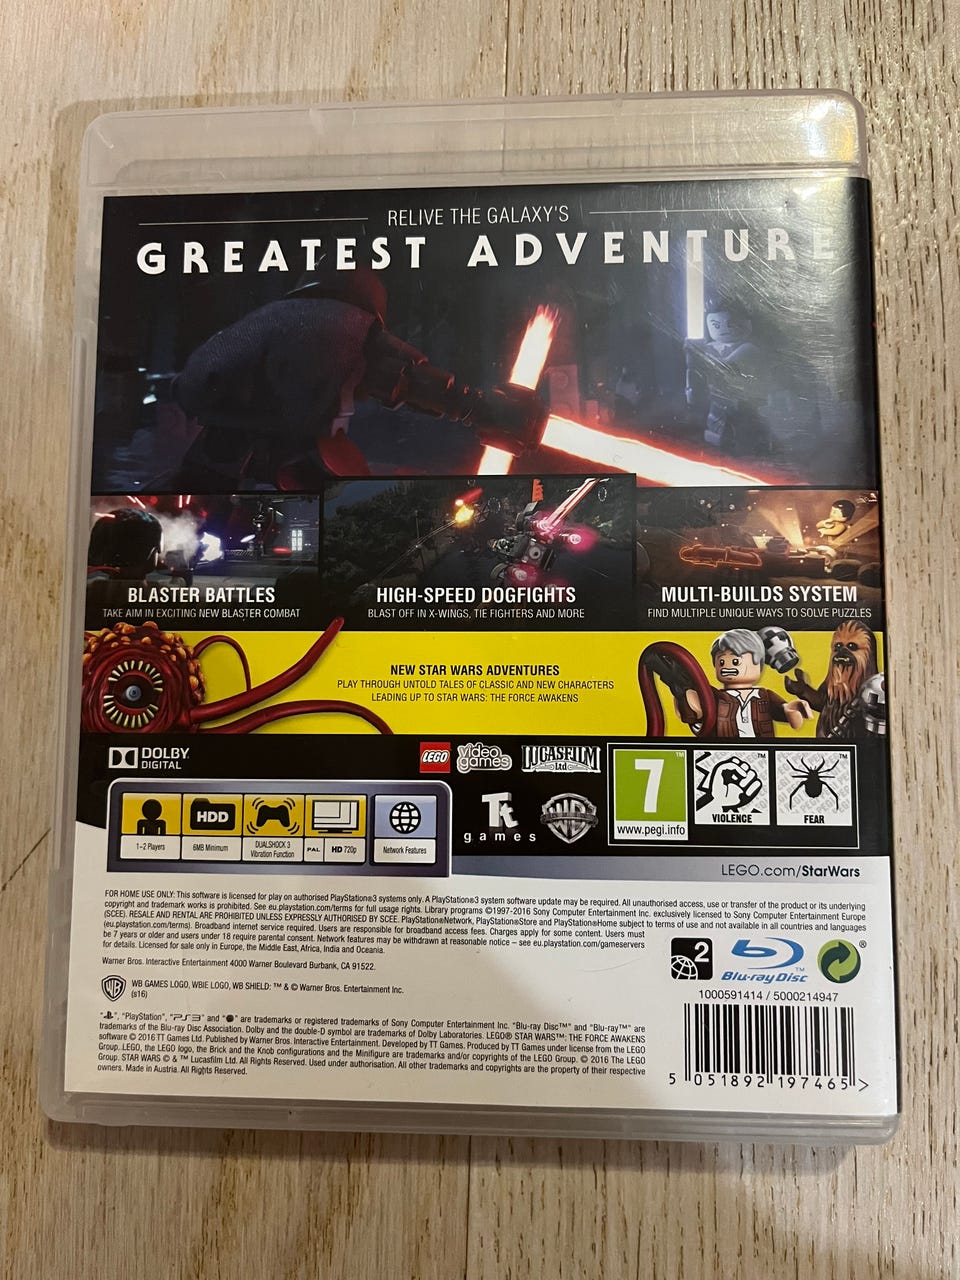 RELIVE THE GALAXY'S
GREATEST ADVENTURE
BLASTER BATTLES
TAKE AIM IN EXCITING NEW BLASTER COMBAT
HIGH-SPEED DOGFIGHTS
BLAST OFF IN X-WINGS, TIE FIGHTERS AND MORE
MULTI-BUILDS SYSTEM
FIND MULTIPLE UNIQUE WAYS TO SOLVE PUZZLES
NEW STAR WARS ADVENTURES
PLAY THROUGH UNTOLD TALES OF CLASSIC AND NEW CHARACTERS
LEADING UP TO STAR WARS: THE FORCE AWAKENS
DOLBY
DIGITAL
LEGO
video
games
LUCASFILM
Ltd
Tt
games
WB
7
www.pegi.info
VIOLENCE
FEAR
HDD
1-2 Players
6MB Minimum
DUALSHOCK 3
Vibration Function
PAL HD 720p
Network Features
LEGO.com/StarWars
FOR HOME USE ONLY: This software is licensed for play on authorised PlayStation®3 systems only. A PlayStation®3 system software update may be required. All unauthorised access, use or transfer of the product or its underlying
copyright and trademark works is prohibited. See eu.playstation.com/terms for full usage rights. Library programs ©1997-2016 Sony Computer Entertainment Inc. exclusively licensed to Sony Computer Entertainment Europe
(SCEE). RESALE AND RENTAL ARE PROHIBITED UNLESS EXPRESSLY AUTHORISED BY SCEE. PlayStation®Network, PlayStation®Store and PlayStation®Home subject to terms of use and not available in all countries and languages
(eu.playstation.com/terms). Broadband internet service required. Users are responsible for broadband access fees. Charges apply for some content. Users must
be 7 years or older and users under 18 require parental consent. Network features may be withdrawn at reasonable notice – see eu.playstation.com/gameservers
for details. Licensed for sale only in Europe, the Middle East, Africa, India and Oceania.
Warner Bros. Interactive Entertainment 4000 Warner Boulevard Burbank, CA 91522.
WB GAMES LOGO, WBIE LOGO, WB SHIELD: ™ & © Warner Bros. Entertainment Inc.
(s16)
"PlayStation", "PS3" and are trademarks or registered trademarks of Sony Computer Entertainment Inc. "Blu-ray Disc™" and "Blu-ray™" are
trademarks of the Blu-ray Disc Association. Dolby and the double-D symbol are trademarks of Dolby Laboratories. LEGO® STAR WARS™: THE FORCE AWAKENS
software © 2016 TT Games Ltd. Published by Warner Bros. Interactive Entertainment. Developed by TT Games. Produced by TT Games under license from the LEGO
Group. LEGO, the LEGO logo, the Brick and the Knob configurations and the Minifigure are trademarks and/or copyrights of the LEGO Group. © 2016 The LEGO
Group. STAR WARS © & ™ Lucasfilm Ltd. All Rights Reserved. Used under authorisation. All other trademarks and copyrights are the property of their respective
owners. Made in Austria. All Rights Reserved.
2
Blu-ray Disc™
1000591414 / 5000214947
5 051892 197465 >